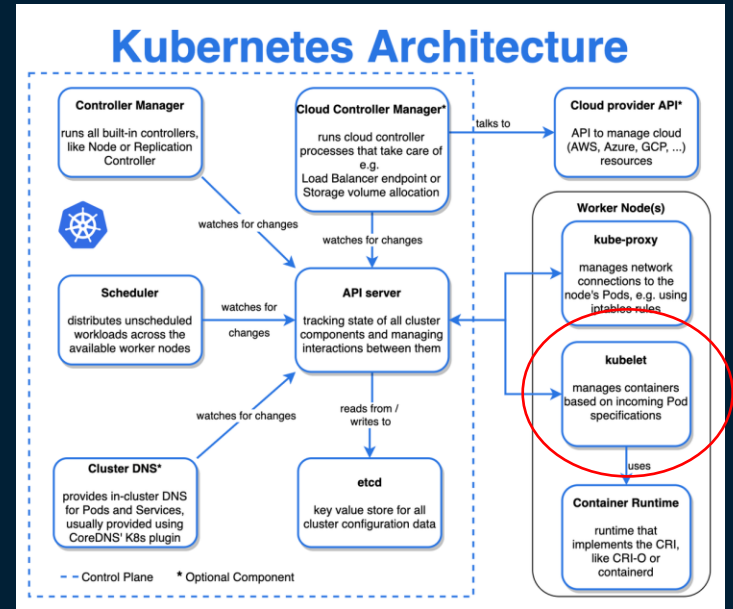 Kubernetes Architecture
Controller Manager
runs all built-in controllers,
like Node or Replication
Controller
Cloud Controller Manager*
runs cloud controller
processes that take care of
e.g.
Load Balancer endpoint or
Storage volume allocation
talks to
Cloud provider API*
API to manage cloud
(AWS, Azure, GCP, ...)
resources
watches for changes
watches for changes
Worker Node(s)
kube-proxy
manages network
connections to the
node's Pods, e.g. using
iptables rules
Scheduler
distributes unscheduled
workloads across the
available worker nodes
watches for
changes
API server
tracking state of all cluster
components and managing
interactions between them
kubelet
manages containers
based on incoming Pod
specifications
watches for changes
reads from /
writes to
uses
Cluster DNS*
provides in-cluster DNS
for Pods and Services,
usually provided using
CoreDNS' K8s plugin
etcd
key value store for all
cluster configuration data
Container Runtime
runtime that
implements the CRI,
like CRI-O or
containerd
Control Plane
* Optional Component